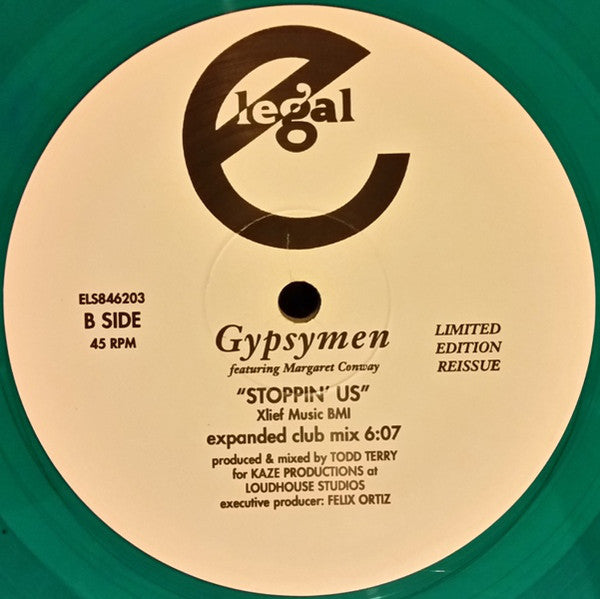 e
legal
ELS846203
B SIDE
45 RPM
Gypsymen
featuring Margaret Conway
LIMITED
EDITION
REISSUE
"STOPPIN' US"
Xlief Music BMI
expanded club mix 6:07
produced & mixed by TODD TERRY
for KAZE PRODUCTIONS at
LOUDHOUSE STUDIOS
executive producer: FELIX ORTIZ